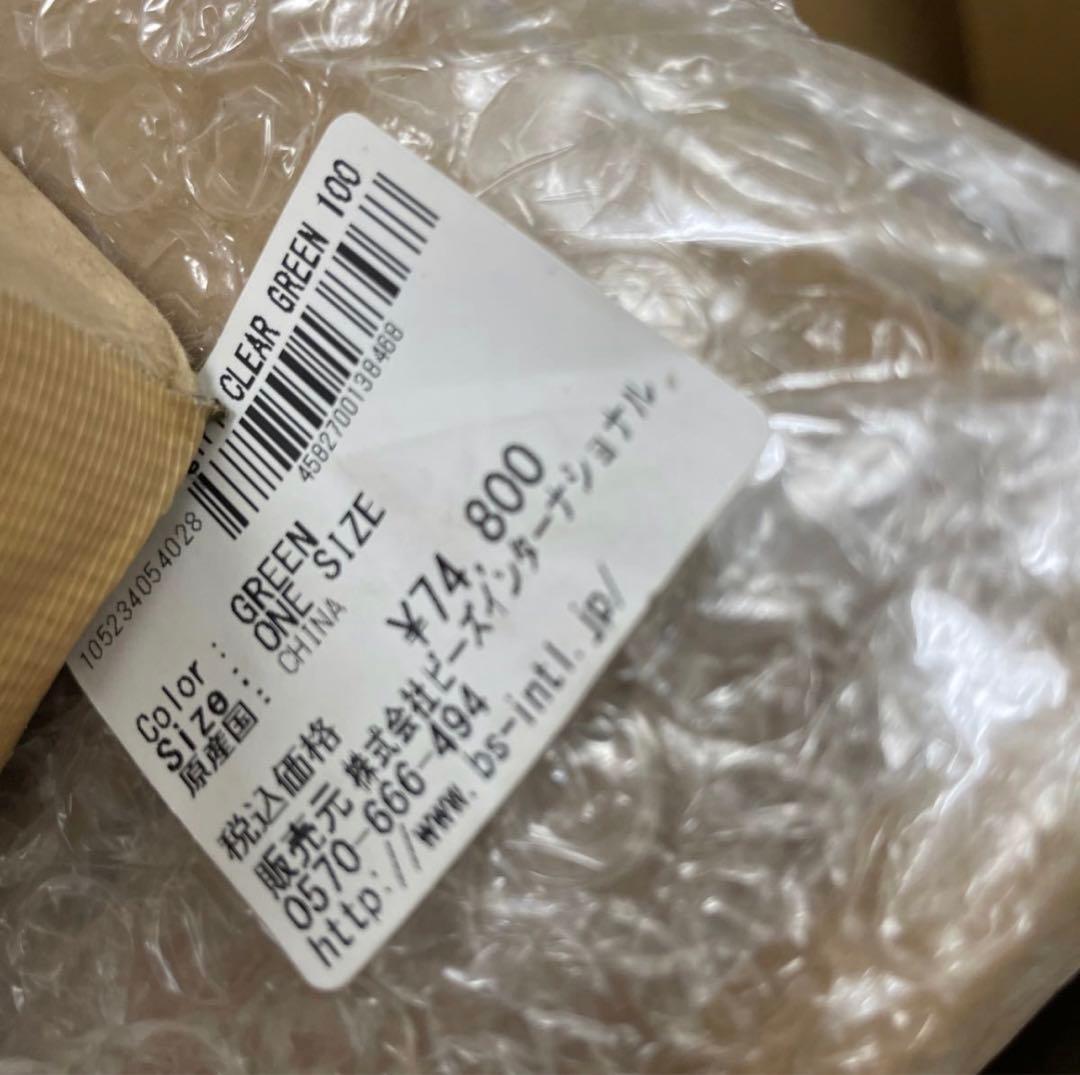 CLEAR GREEN 100
4582700138468
105234054028
Color : GREEN
Size : ONE SIZE
原産国: CHINA
税込価格 ¥74,800
販売元 株式会社ビーズインターナショナル
0570-666-494
http://www.bs-intl.jp/